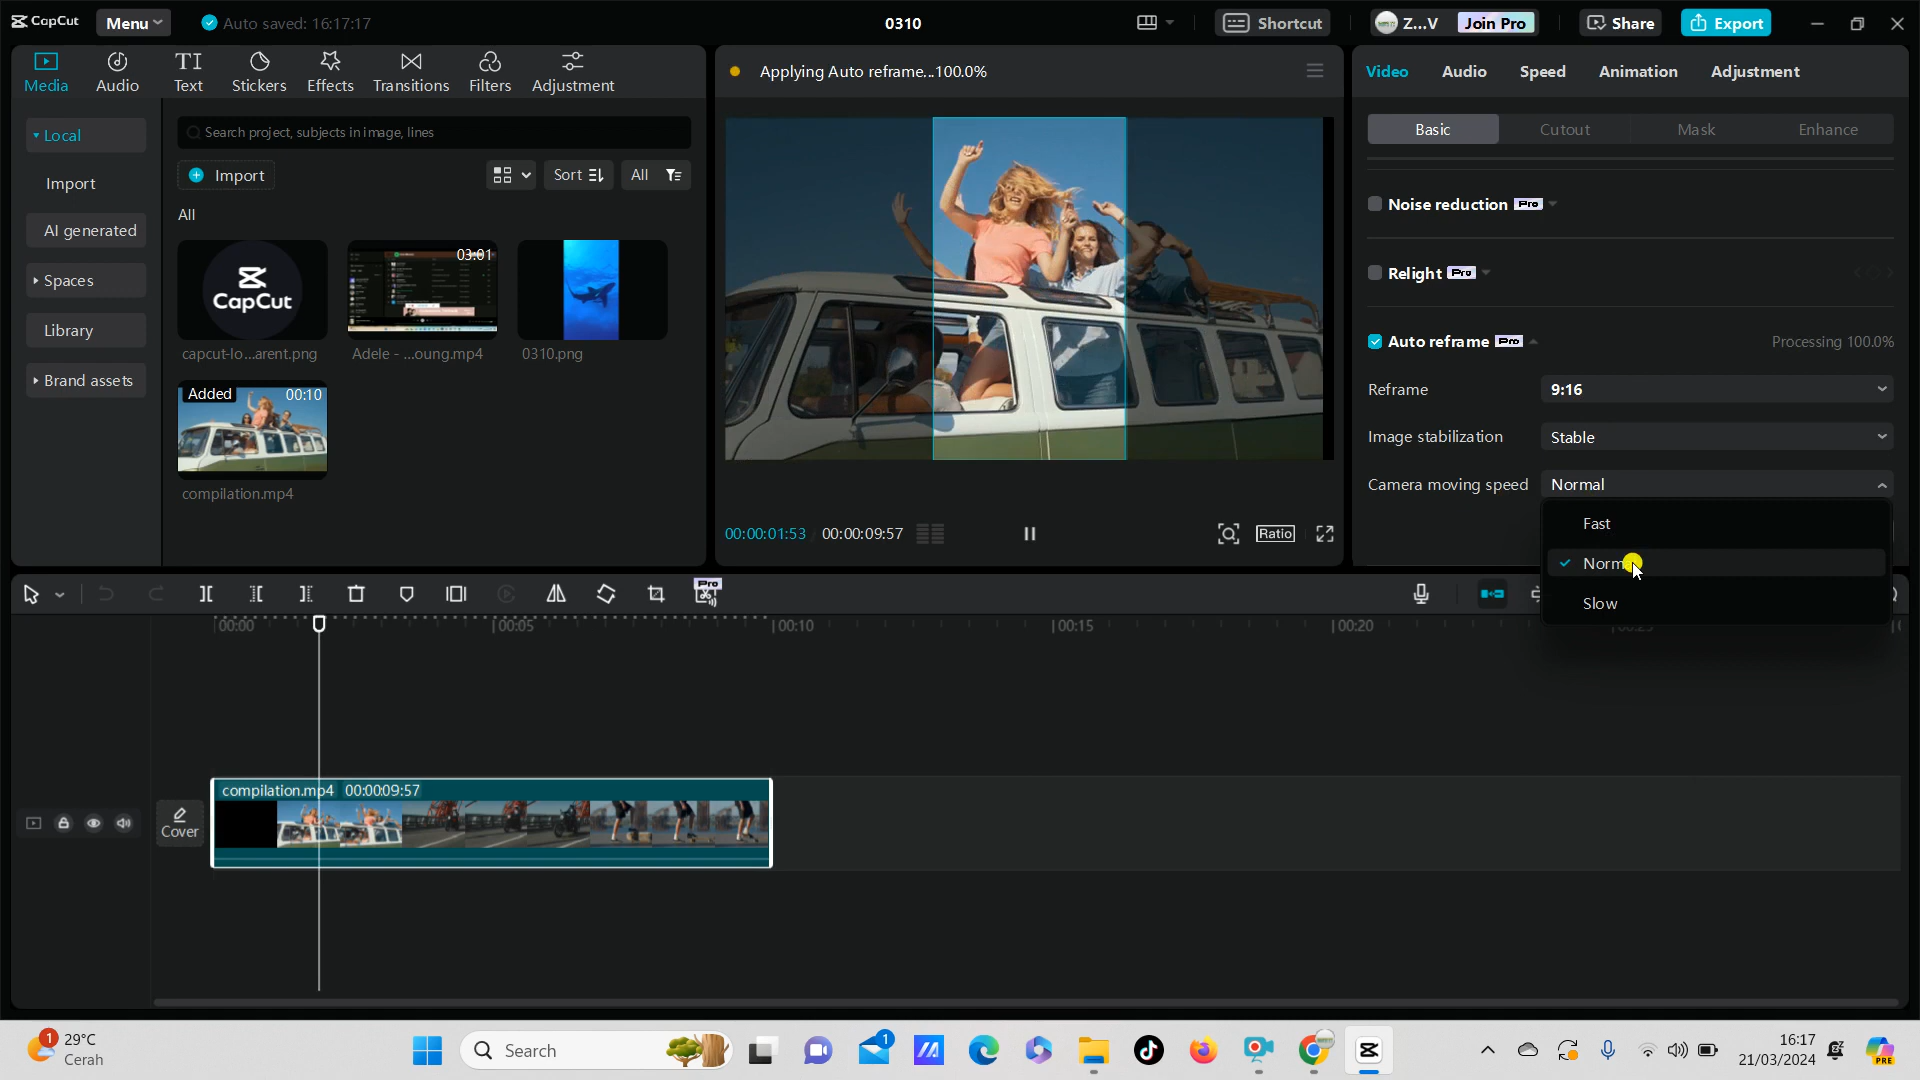 CapCut
Menu
Auto saved: 16:17:17
0310
Shortcut
Z...V
Join Pro
Share
Export
Media
Audio
Text
Stickers
Effects
Transitions
Filters
Adjustment
Local
Import
AI generated
Spaces
Library
Brand assets
Search project, subjects in image, lines
Import
Sort
All
All
CapCut
capcut-lo...arent.png
03:01
Adele - ...oung.mp4
0310.png
Added
00:10
compilation.mp4
Applying Auto reframe...100.0%
00:00:01:53
00:00:09:57
Ratio
Video
Audio
Speed
Animation
Adjustment
Basic
Cutout
Mask
Enhance
Noise reduction Pro
Relight Pro
Auto reframe Pro
Processing 100.0%
Reframe
9:16
Image stabilization
Stable
Camera moving speed
Normal
Fast
Slow
Pro
00:00
00:05
00:10
00:15
00:20
compilation.mp4 00:00:09:57
Cover
1
29°C
Cerah
Search
1
16:17
21/03/2024
PRE